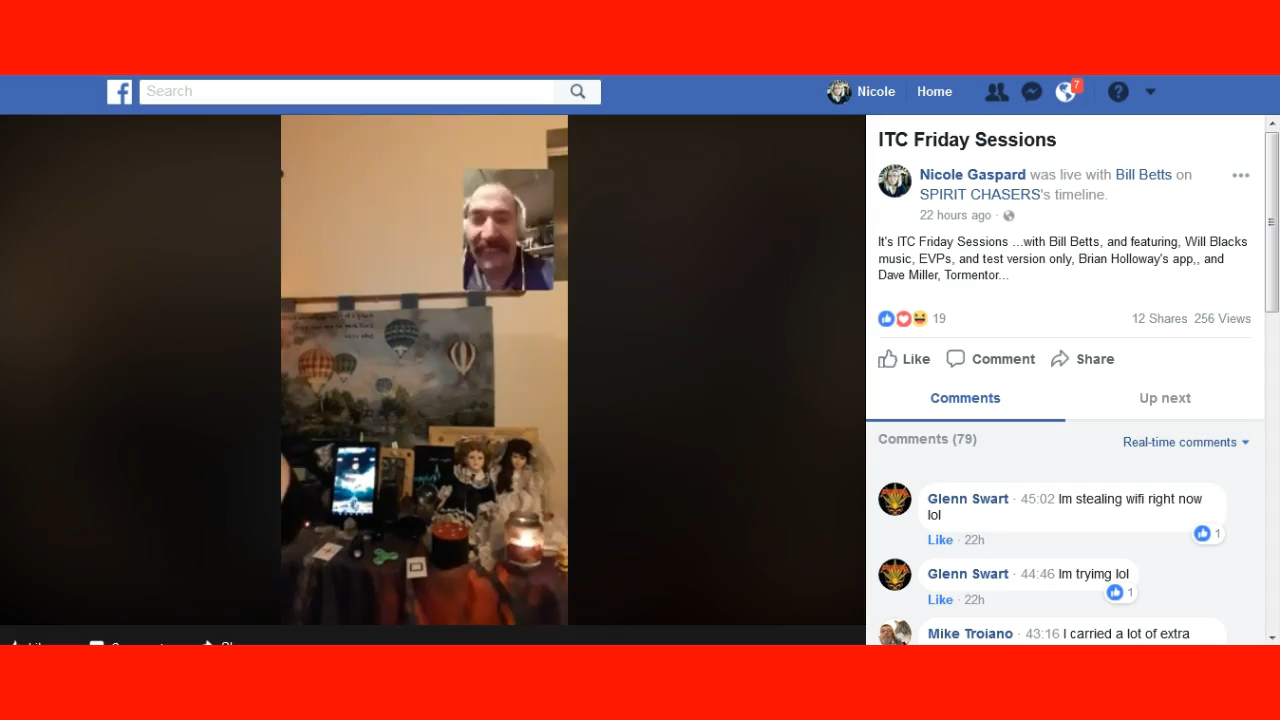 Search
Nicole
Home
7
ITC Friday Sessions
Nicole Gaspard was live with Bill Betts on
SPIRIT CHASERS's timeline.
22 hours ago ·
It's ITC Friday Sessions ...with Bill Betts, and featuring, Will Blacks
music, EVPs, and test version only, Brian Holloway's app,, and
Dave Miller, Tormentor...
19
12 Shares 256 Views
Like Comment Share
Comments Up next
Comments (79)
Real-time comments
Glenn Swart · 45:02 Im stealing wifi right now
lol
1
Like · 22h
Glenn Swart · 44:46 Im tryimg lol
1
Like · 22h
Mike Troiano · 43:16 I carried a lot of extra